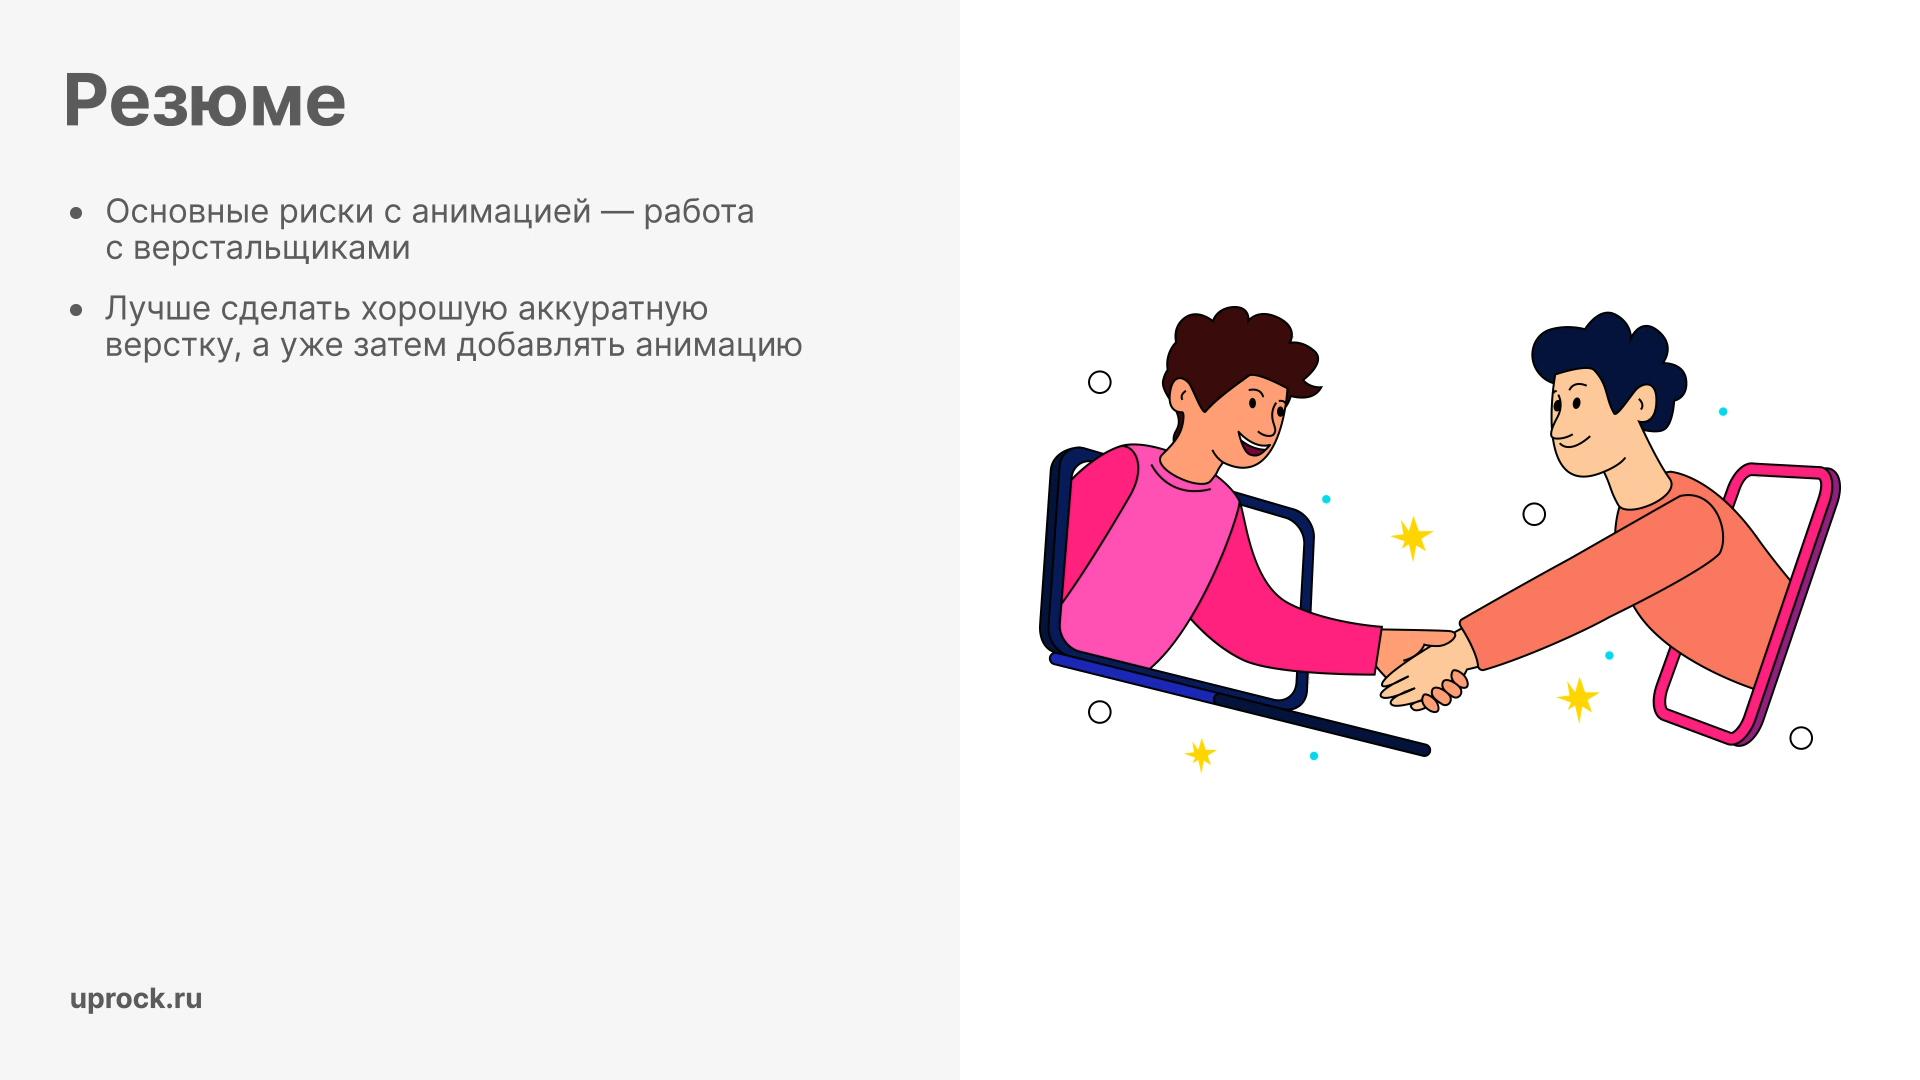 Резюме
• Основные риски с анимацией — работа
с верстальщиками
• Лучше сделать хорошую аккуратную
верстку, а уже затем добавлять анимацию
uprock.ru